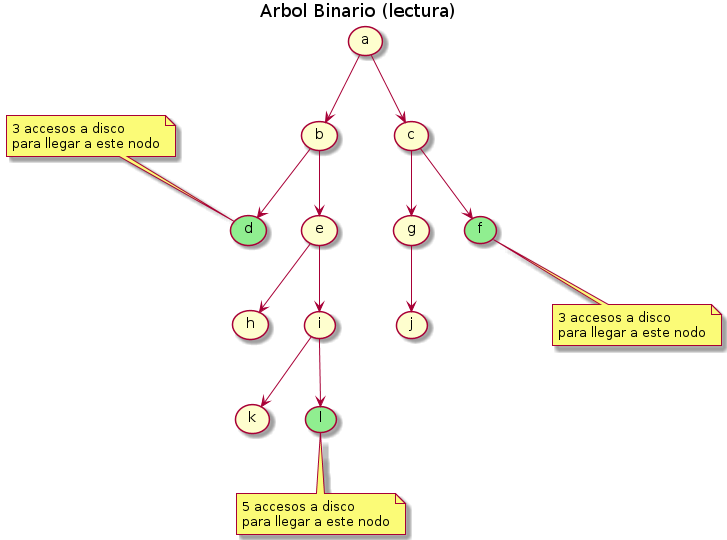 Arbol Binario (lectura)
a
b
c
3 accesos a disco
para llegar a este nodo
d
e
g
f
h
i
j
3 accesos a disco
para llegar a este nodo
k
l
5 accesos a disco
para llegar a este nodo